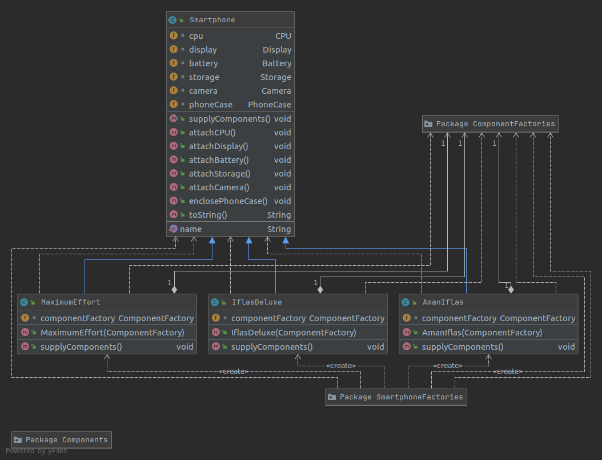 Smartphone
cpu CPU
display Display
battery Battery
storage Storage
camera Camera
phoneCase PhoneCase
supplyComponents() void
attachCPU() void
attachDisplay() void
attachBattery() void
attachStorage() void
attachCamera() void
enclosePhoneCase() void
toString() String
name String
Package ComponentFactories
1 1 1
1 1 1
MaximumEffort
componentFactory ComponentFactory
MaximumEffort(ComponentFactory)
supplyComponents() void
IflasDeluxe
componentFactory ComponentFactory
IflasDeluxe(ComponentFactory)
supplyComponents() void
AmanIflas
componentFactory ComponentFactory
AmanIflas(ComponentFactory)
supplyComponents() void
«create»
«create»
«create»
Package SmartphoneFactories
Package Components
Powered by yFiles